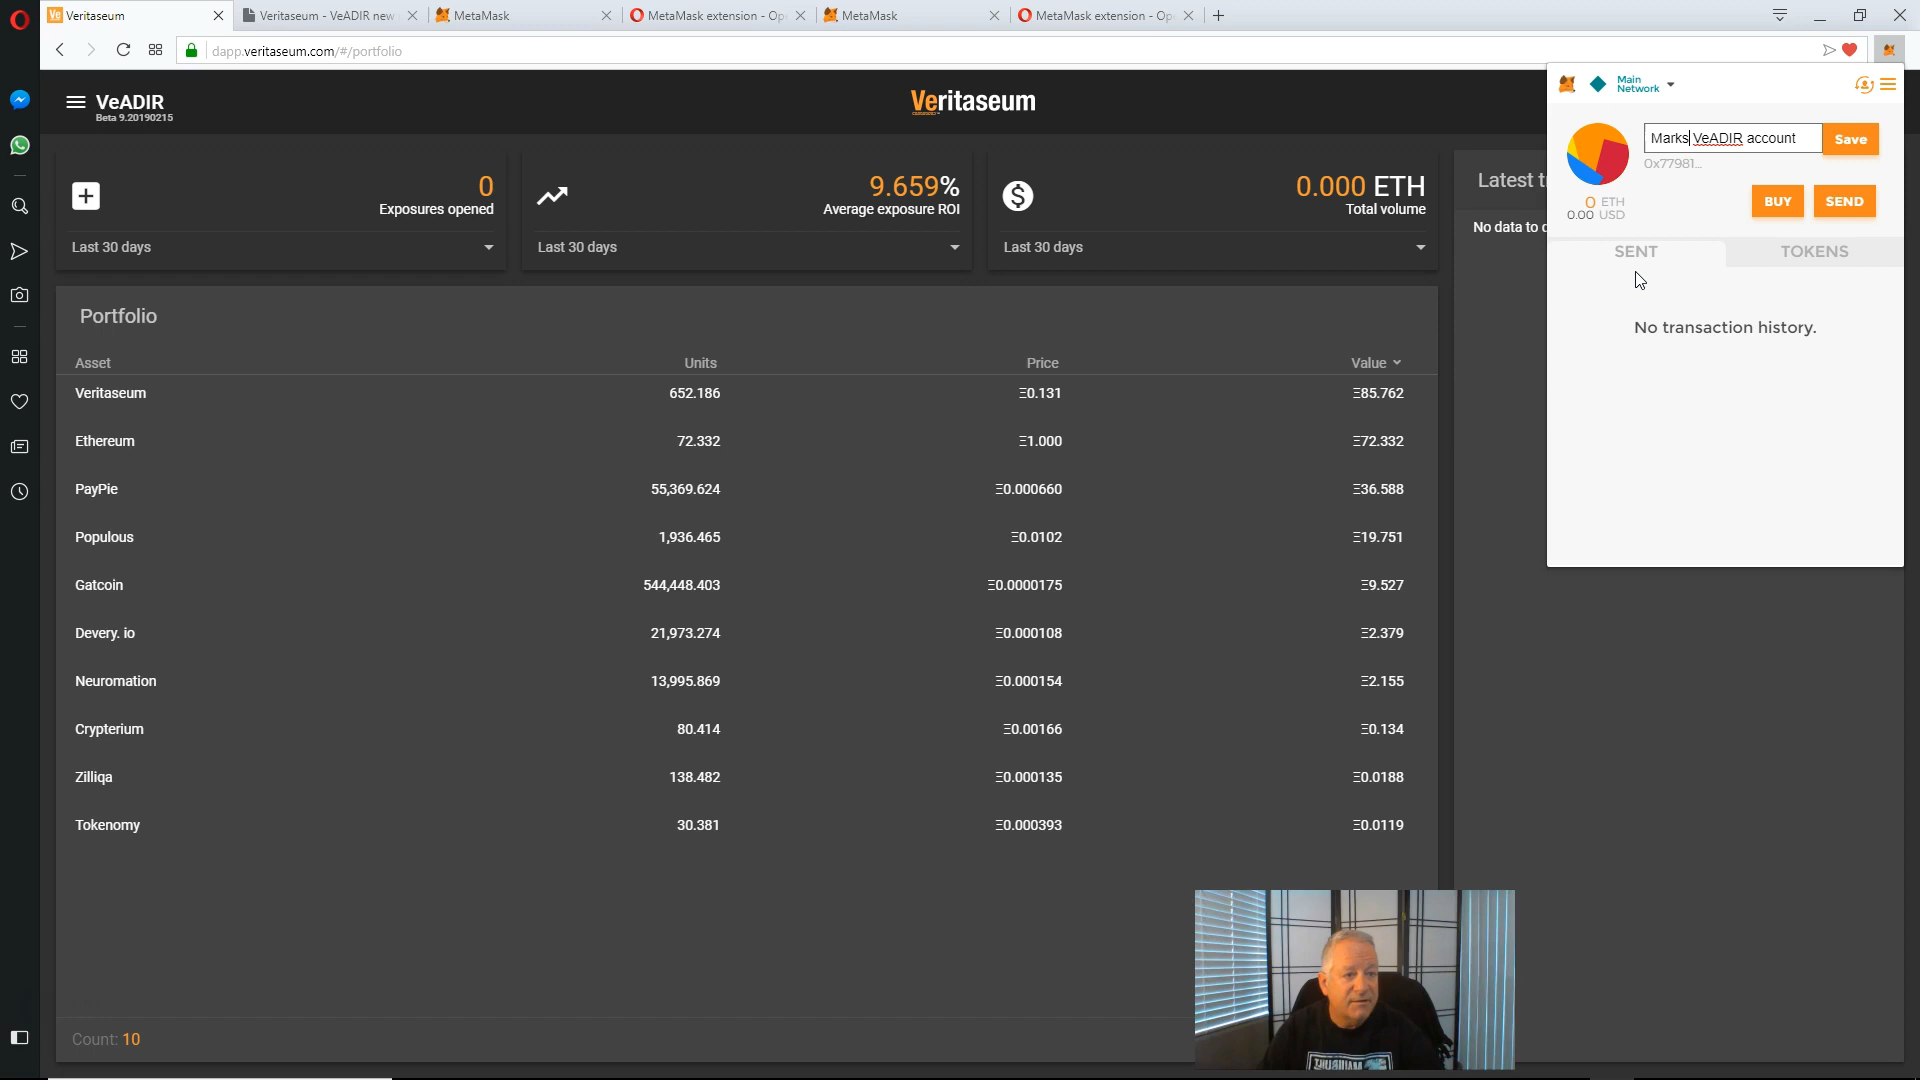 Veritaseum
Veritaseum - VeADIR new
MetaMask
MetaMask extension - Op
MetaMask
MetaMask extension - Op
dapp.veritaseum.com/#/portfolio
VeADIR
Beta 9.20190215
Veritaseum
0
Exposures opened
Last 30 days
9.659%
Average exposure ROI
Last 30 days
0.000 ETH
Total volume
Last 30 days
Latest t
No data to d
Main
Network
Marks VeADIR account
Save
0x77981...
0 ETH
0.00 USD
BUY
SEND
SENT
TOKENS
No transaction history.
Portfolio
Asset Units Price Value
Veritaseum 652.186 Ξ0.131 Ξ85.762
Ethereum 72.332 Ξ1.000 Ξ72.332
PayPie 55,369.624 Ξ0.000660 Ξ36.588
Populous 1,936.465 Ξ0.0102 Ξ19.751
Gatcoin 544,448.403 Ξ0.0000175 Ξ9.527
Devery. io 21,973.274 Ξ0.000108 Ξ2.379
Neuromation 13,995.869 Ξ0.000154 Ξ2.155
Crypterium 80.414 Ξ0.00166 Ξ0.134
Zilliqa 138.482 Ξ0.000135 Ξ0.0188
Tokenomy 30.381 Ξ0.000393 Ξ0.0119
Count: 10